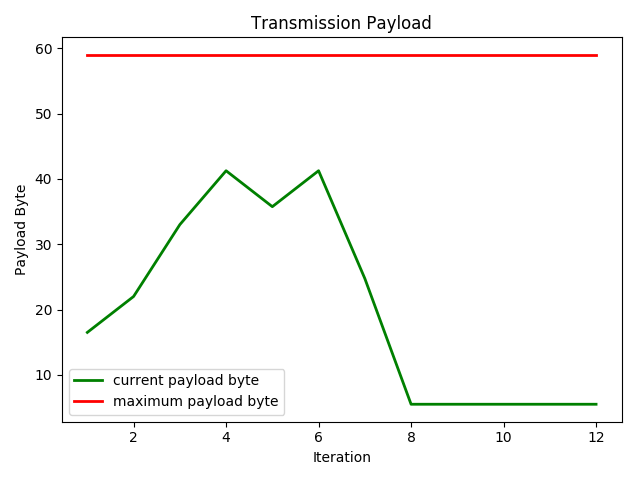 Transmission Payload
60
50
40
30
20
10
Payload Byte
current payload byte
maximum payload byte
2 4 6 8 10 12
Iteration